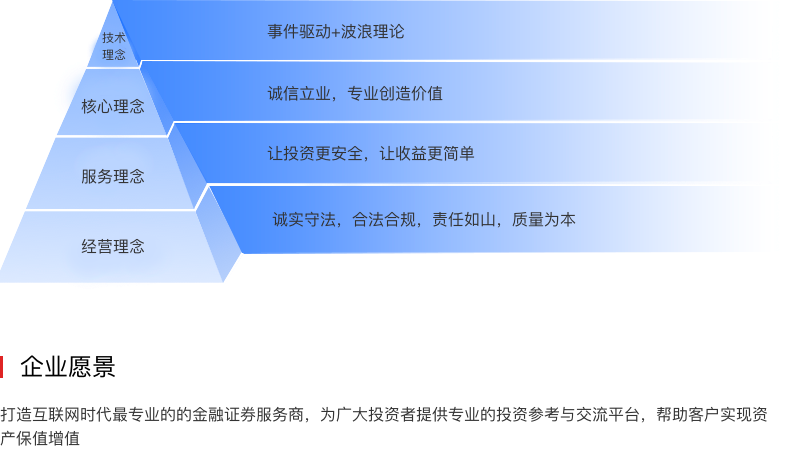 技术
理念
事件驱动+波浪理论
核心理念
诚信立业，专业创造价值
服务理念
让投资更安全，让收益更简单
经营理念
诚实守法，合法合规，责任如山，质量为本
企业愿景
打造互联网时代最专业的的金融证券服务商，为广大投资者提供专业的投资参考与交流平台，帮助客户实现资
产保值增值